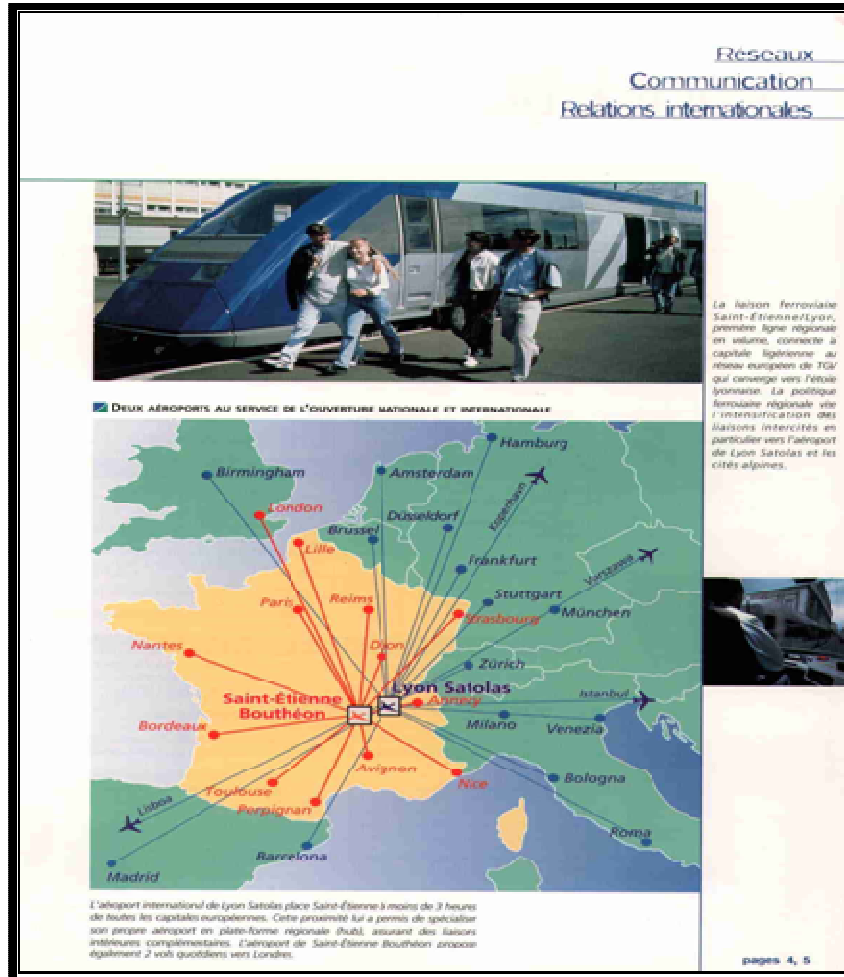 Réseaux
Communication
Relations internationales
La liaison ferroviaire
Saint-Étienne/Lyon,
première ligne régionale
en volume, connecte la
capitale ligérienne au
réseau européen de TGV
qui converge vers l'étoile
lyonnaise. La politique
ferroviaire régionale vise
l'intensification des
liaisons intercités en
particulier vers l'aéroport
de Lyon Satolas et les
cités alpines.
DEUX AÉROPORTS AU SERVICE DE L'OUVERTURE NATIONALE ET INTERNATIONALE
Hamburg
Birmingham
Amsterdam
København
London
Düsseldorf
Brussel
Lille
Frankfurt
Warszawa
Stuttgart
Paris
Reims
Strasbourg
München
Nantes
Dijon
Zürich
Lyon Satolas
Saint-Étienne
Bouthéon
Annecy
Istanbul
Bordeaux
Milano
Venezia
Avignon
Nice
Bologna
Toulouse
Perpignan
Lisboa
Roma
Barcelona
Madrid
L'aéroport international de Lyon Satolas place Saint-Étienne à moins de 3 heures
de toutes les capitales européennes. Cette proximité lui a permis de spécialiser
son propre aéroport en plate-forme régionale (hub), assurant des liaisons
intérieures complémentaires. L'aéroport de Saint-Étienne Bouthéon propose
également 2 vols quotidiens vers Londres.
pages 4, 5